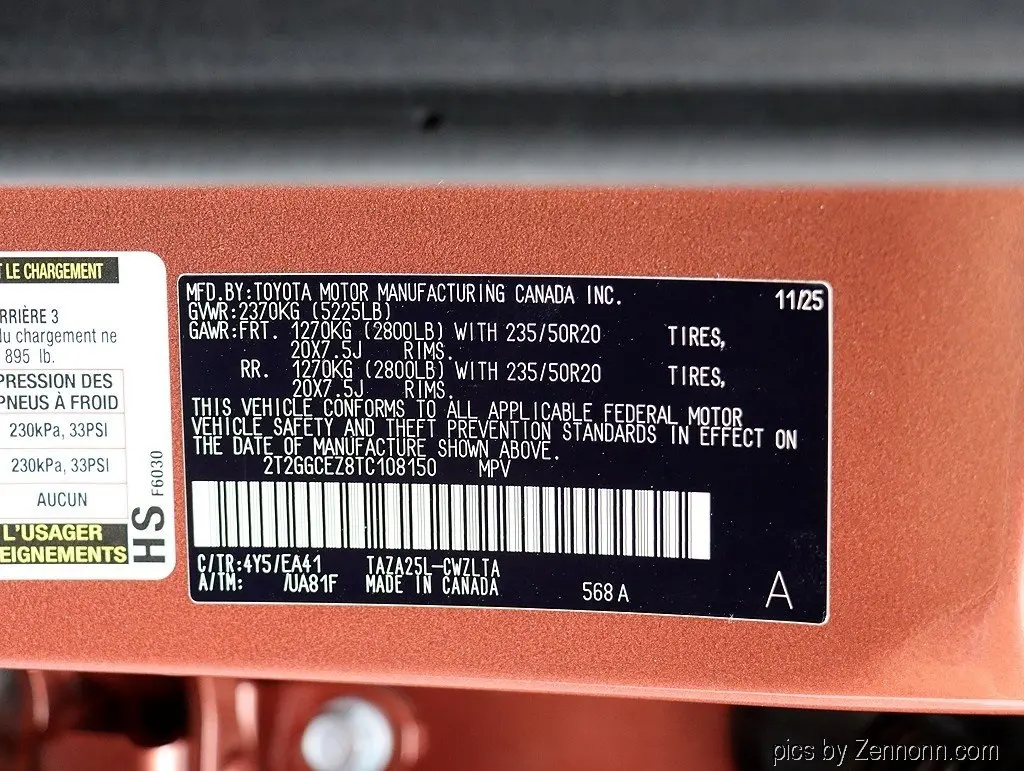 T LE CHARGEMENT
RRIÈRE 3
du chargement ne
895 lb.
PRESSION DES
PNEUS À FROID
230kPa, 33PSI
230kPa, 33PSI
AUCUN
L'USAGER
EIGNEMENTS
HS F6030
MFD.BY:TOYOTA MOTOR MANUFACTURING CANADA INC. 11/25
GVWR:2370KG (5225LB)
GAWR:FRT. 1270KG (2800LB) WITH 235/50R20 TIRES,
20X7.5J RIMS.
RR. 1270KG (2800LB) WITH 235/50R20 TIRES,
20X7.5J RIMS.
THIS VEHICLE CONFORMS TO ALL APPLICABLE FEDERAL MOTOR
VEHICLE SAFETY AND THEFT PREVENTION STANDARDS IN EFFECT ON
THE DATE OF MANUFACTURE SHOWN ABOVE.
2T2GGCEZ8TC108150 MPV
C/TR:4Y5/EA41 TAZA25L-CWZLTA
A/TM: /UA81F MADE IN CANADA 568A A
pics by Zennonn.com